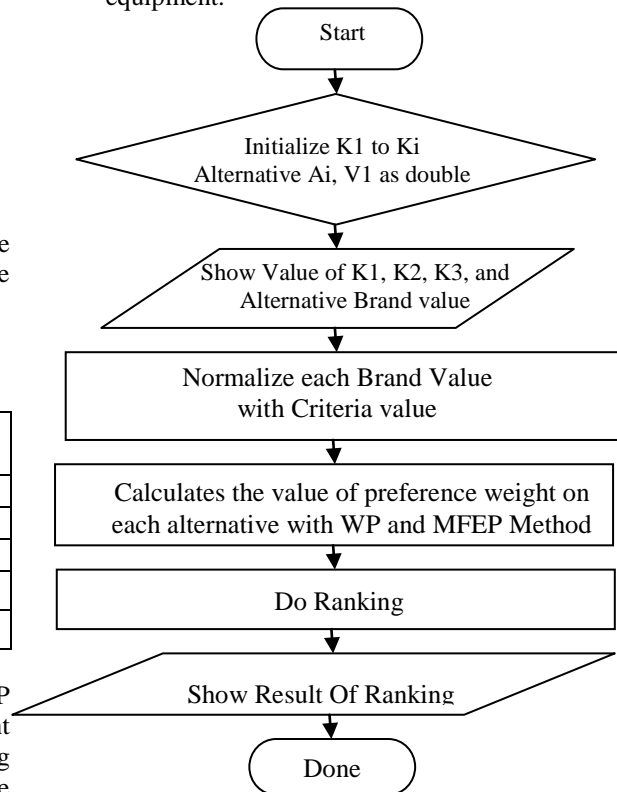 equipment.
Start
Initialize K1 to Ki
Alternative Ai, V1 as double
e
e
Show Value of K1, K2, K3, and
Alternative Brand value
Normalize each Brand Value
with Criteria value
Calculates the value of preference weight on
each alternative with WP and MFEP Method
Do Ranking
P
Show Result Of Ranking
nt
g
e
Done